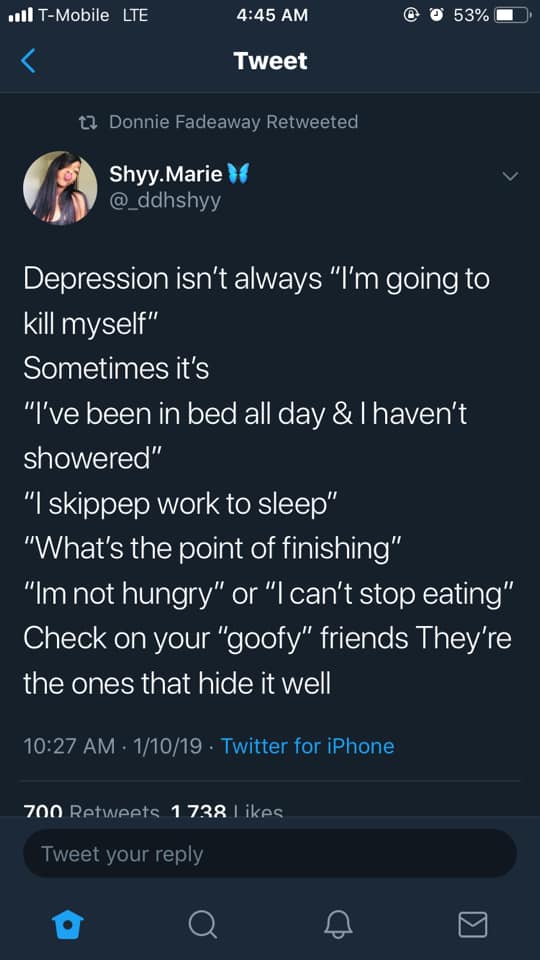 T-Mobile LTE 4:45 AM 53%
Tweet
Donnie Fadeaway Retweeted
Shyy.Marie
@_ddhshyy
Depression isn’t always “I’m going to
kill myself”
Sometimes it’s
“I’ve been in bed all day & I haven’t
showered”
“I skippep work to sleep”
“What’s the point of finishing”
“Im not hungry” or “I can’t stop eating”
Check on your “goofy” friends They’re
the ones that hide it well
10:27 AM · 1/10/19 · Twitter for iPhone
700 Retweets 1,738 Likes
Tweet your reply